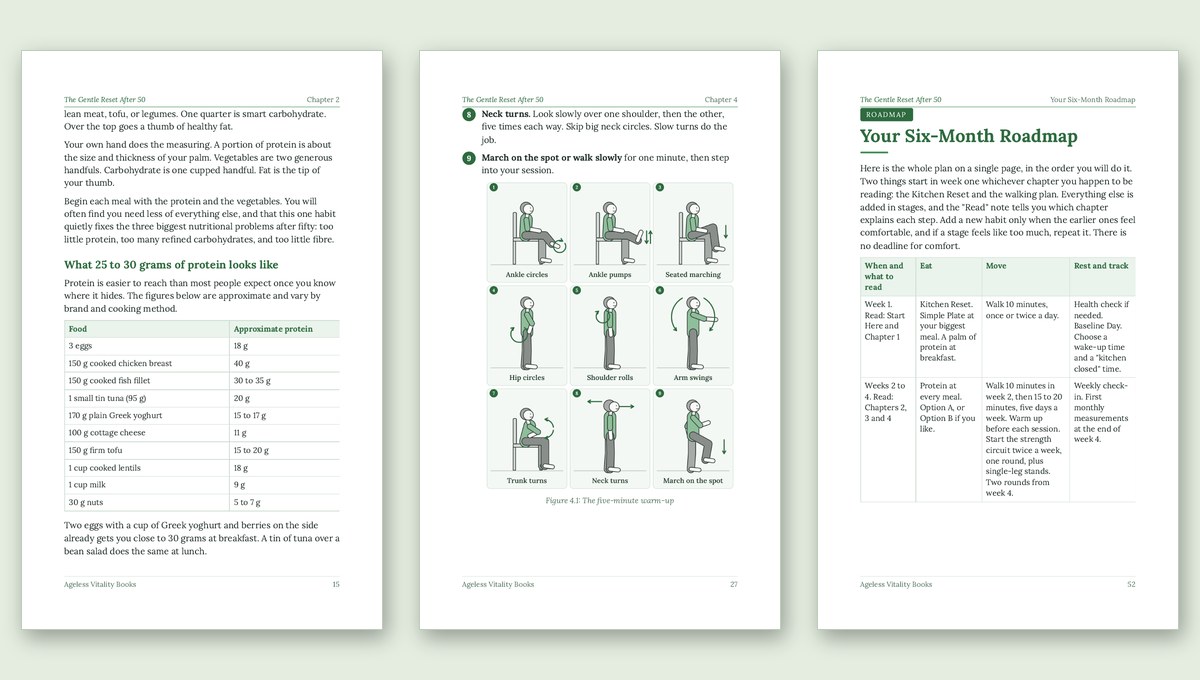 The Gentle Reset After 50 Chapter 2
lean meat, tofu, or legumes. One quarter is smart carbohydrate.
Over the top goes a thumb of healthy fat.
Your own hand does the measuring. A portion of protein is about
the size and thickness of your palm. Vegetables are two generous
handfuls. Carbohydrate is one cupped handful. Fat is the tip of
your thumb.
Begin each meal with the protein and the vegetables. You will
often find you need less of everything else, and that this one habit
quietly fixes the three biggest nutritional problems after fifty: too
little protein, too many refined carbohydrates, and too little fibre.
What 25 to 30 grams of protein looks like
Protein is easier to reach than most people expect once you know
where it hides. The figures below are approximate and vary by
brand and cooking method.
Food Approximate protein
3 eggs 18 g
150 g cooked chicken breast 40 g
150 g cooked fish fillet 30 to 35 g
1 small tin tuna (95 g) 20 g
170 g plain Greek yoghurt 15 to 17 g
100 g cottage cheese 11 g
150 g firm tofu 15 to 20 g
1 cup cooked lentils 18 g
1 cup milk 9 g
30 g nuts 5 to 7 g
Two eggs with a cup of Greek yoghurt and berries on the side
already gets you close to 30 grams at breakfast. A tin of tuna over a
bean salad does the same at lunch.
Ageless Vitality Books 15
The Gentle Reset After 50 Chapter 4
8 Neck turns. Look slowly over one shoulder, then the other,
five times each way. Skip big neck circles. Slow turns do the
job.
9 March on the spot or walk slowly for one minute, then step
into your session.
1 2 3
Ankle circles Ankle pumps Seated marching
4 5 6
Hip circles Shoulder rolls Arm swings
7 8 9
Trunk turns Neck turns March on the spot
Figure 4.1: The five-minute warm-up
Ageless Vitality Books 27
The Gentle Reset After 50 Your Six-Month Roadmap
ROADMAP
Your Six-Month Roadmap
Here is the whole plan on a single page, in the order you will do it.
Two things start in week one whichever chapter you happen to be
reading: the Kitchen Reset and the walking plan. Everything else is
added in stages, and the "Read" note tells you which chapter
explains each step. Add a new habit only when the earlier ones feel
comfortable, and if a stage feels like too much, repeat it. There is
no deadline for comfort.
When and
what to
read
Eat
Move
Rest and track
Week 1.
Read: Start
Here and
Chapter 1
Kitchen Reset.
Simple Plate at
your biggest
meal. A palm of
protein at
breakfast.
Walk 10 minutes,
once or twice a day.
Health check if
needed.
Baseline Day.
Choose a
wake-up time
and a "kitchen
closed" time.
Weeks 2 to
4. Read:
Chapters 2,
3 and 4
Protein at
every meal.
Option A, or
Option B if you
like.
Walk 10 minutes in
week 2, then 15 to 20
minutes, five days a
week. Warm up
before each session.
Start the strength
circuit twice a week,
one round, plus
single-leg stands.
Two rounds from
week 4.
Weekly check-
in. First
monthly
measurements
at the end of
week 4.
Ageless Vitality Books 52